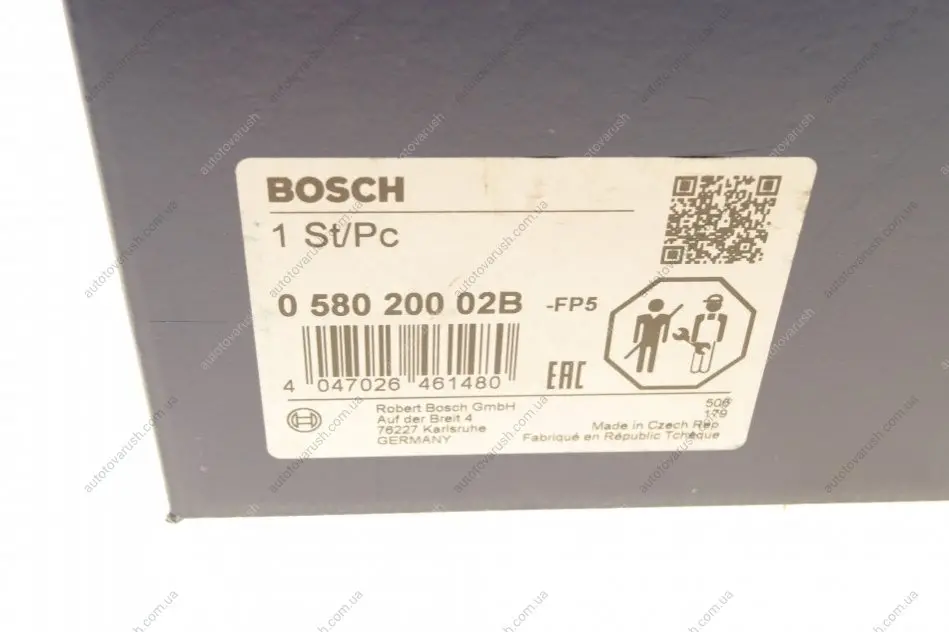 BOSCH
1 St/Pc
0 580 200 02B -FP5
4 047026 461480
EAC
Robert Bosch GmbH
Auf der Breit 4
76227 Karlsruhe
GERMANY
506
179
Made in Czech Rep
Fabriqué en République Tchèque
autotovarush.com.ua